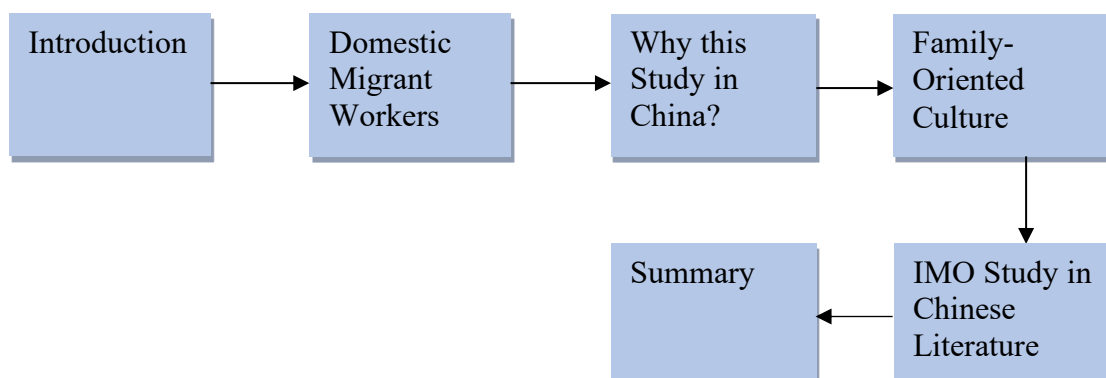 Introduction
Domestic
Migrant
Workers
Why this
Study in
China?
Family-
Oriented
Culture
IMO Study in
Chinese
Literature
Summary